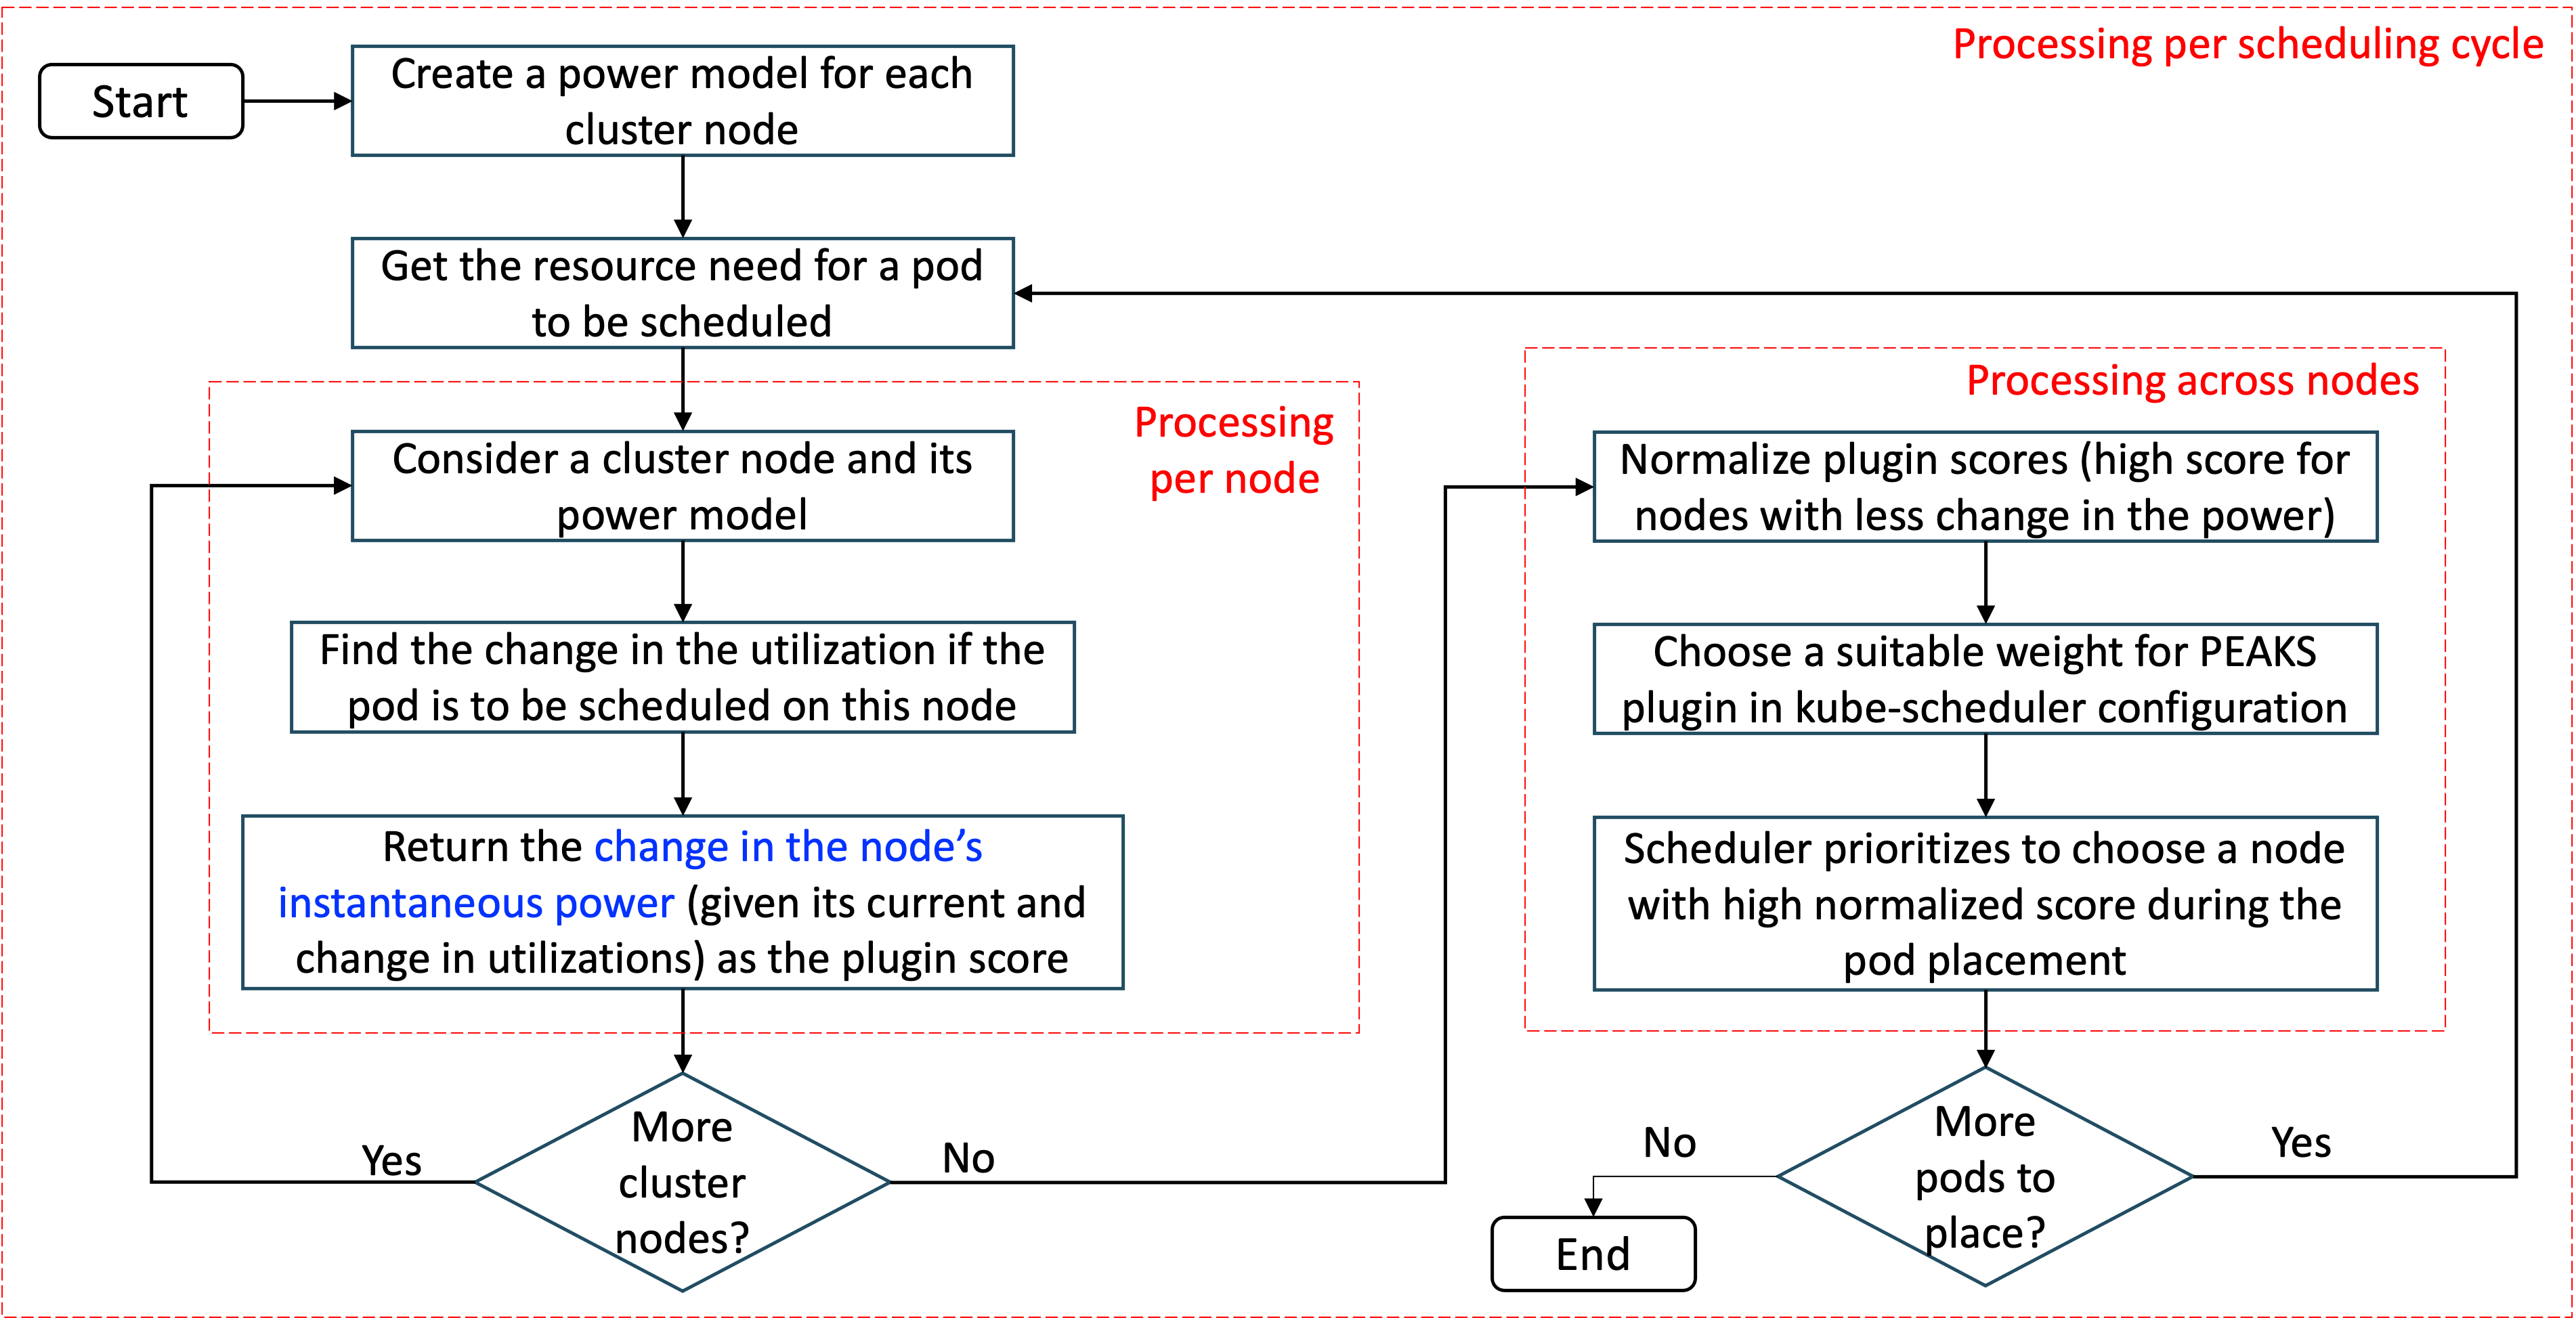 Processing per scheduling cycle
Start
Create a power model for each
cluster node
Get the resource need for a pod
to be scheduled
Processing
per node
Consider a cluster node and its
power model
Find the change in the utilization if the
pod is to be scheduled on this node
Return the change in the node’s
instantaneous power (given its current and
change in utilizations) as the plugin score
More
cluster
nodes?
Yes
No
Processing across nodes
Normalize plugin scores (high score for
nodes with less change in the power)
Choose a suitable weight for PEAKS
plugin in kube-scheduler configuration
Scheduler prioritizes to choose a node
with high normalized score during the
pod placement
More
pods to
place?
No
Yes
End